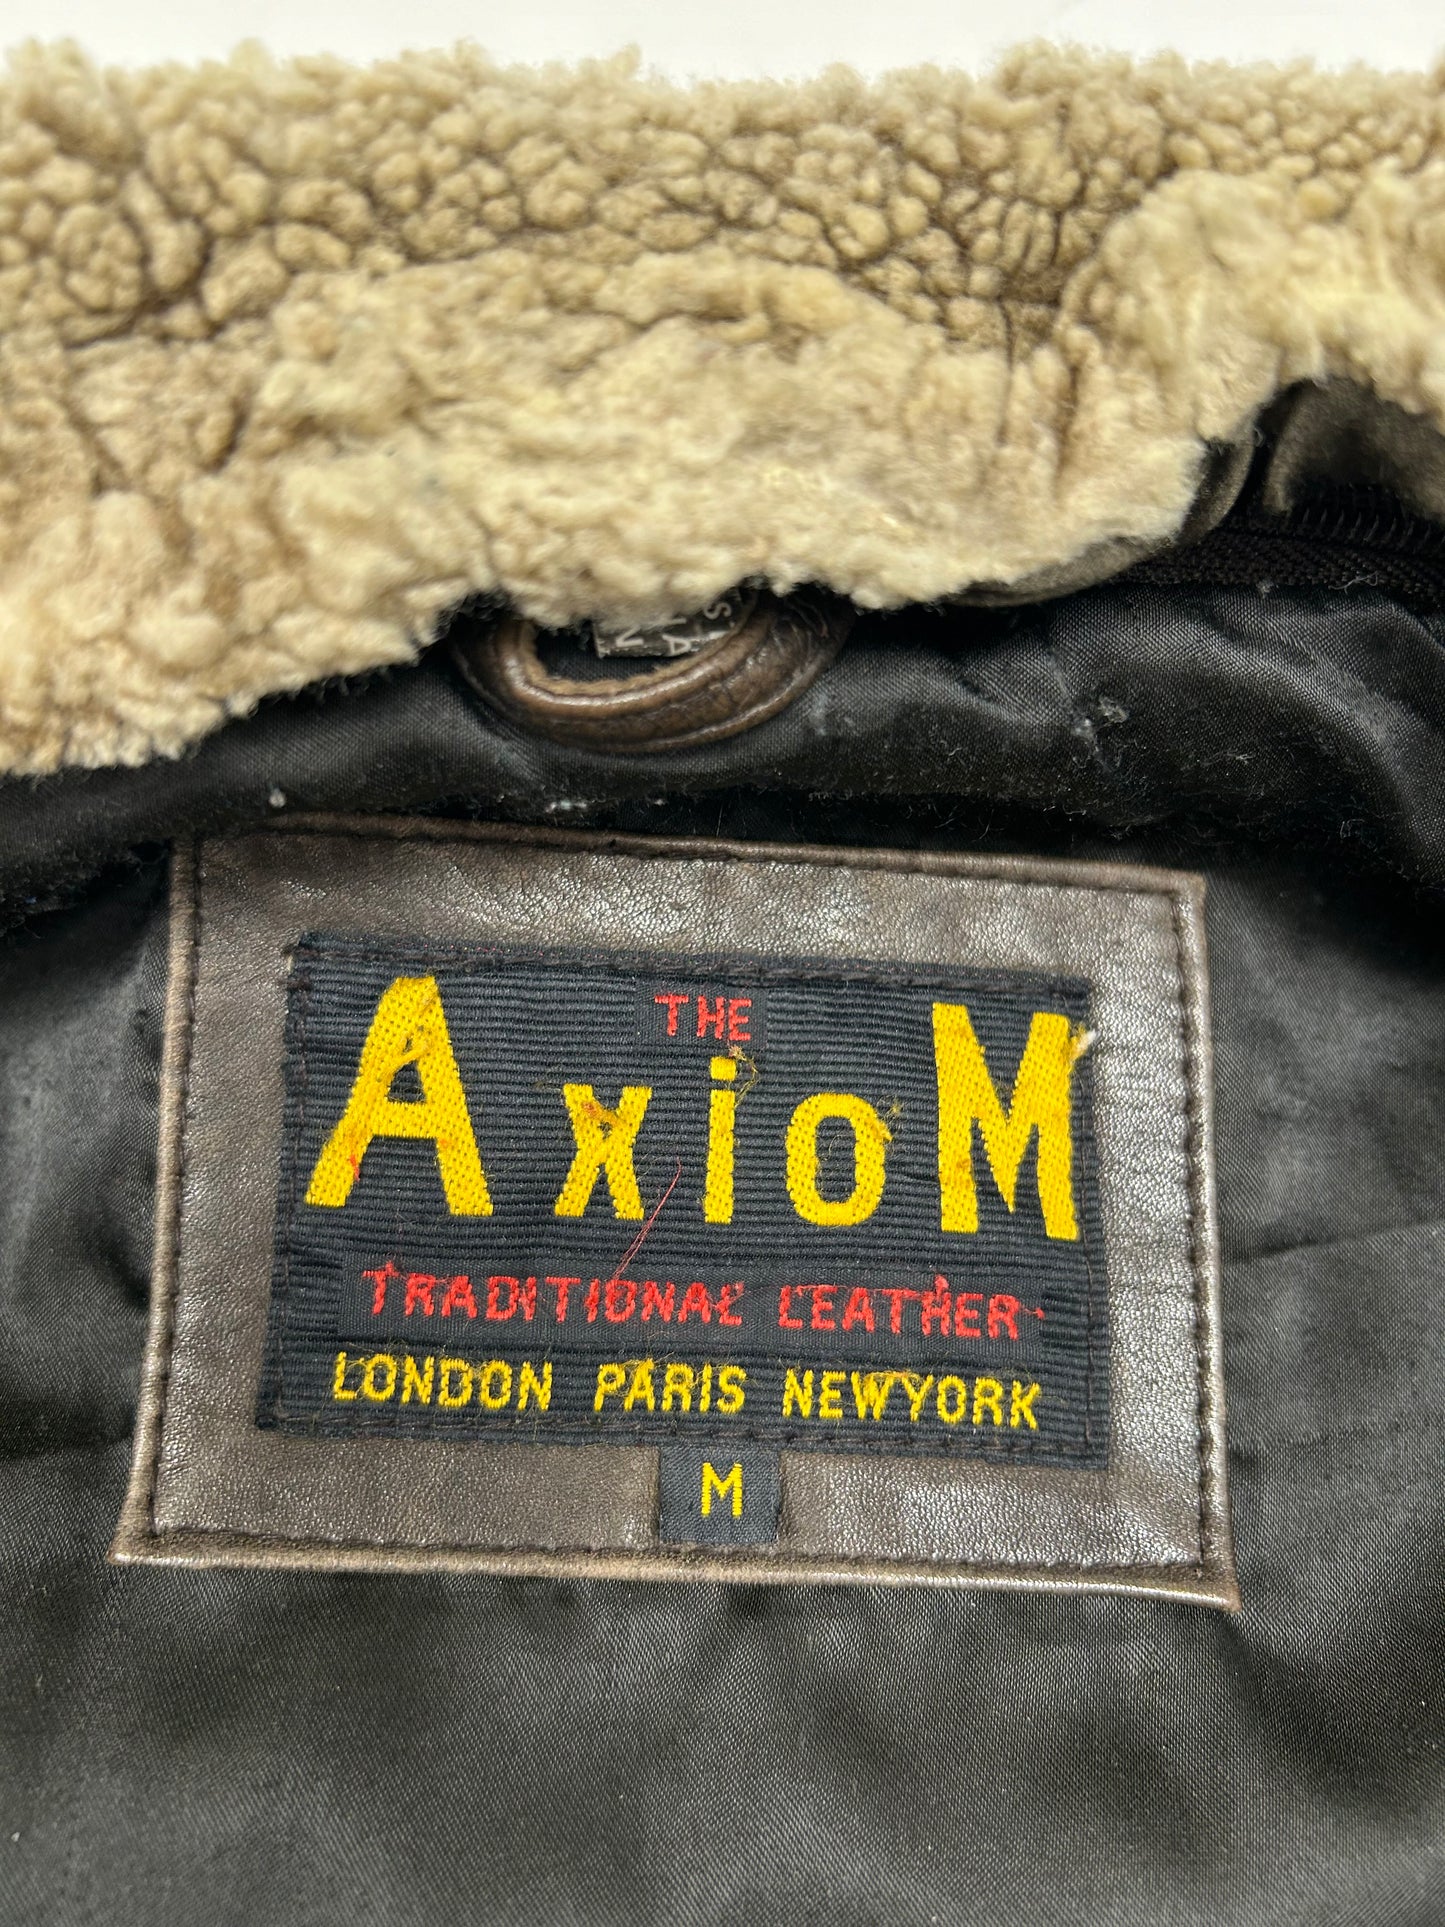 THE
AxioM
TRADITIONAL LEATHER
LONDON PARIS NEWYORK
M